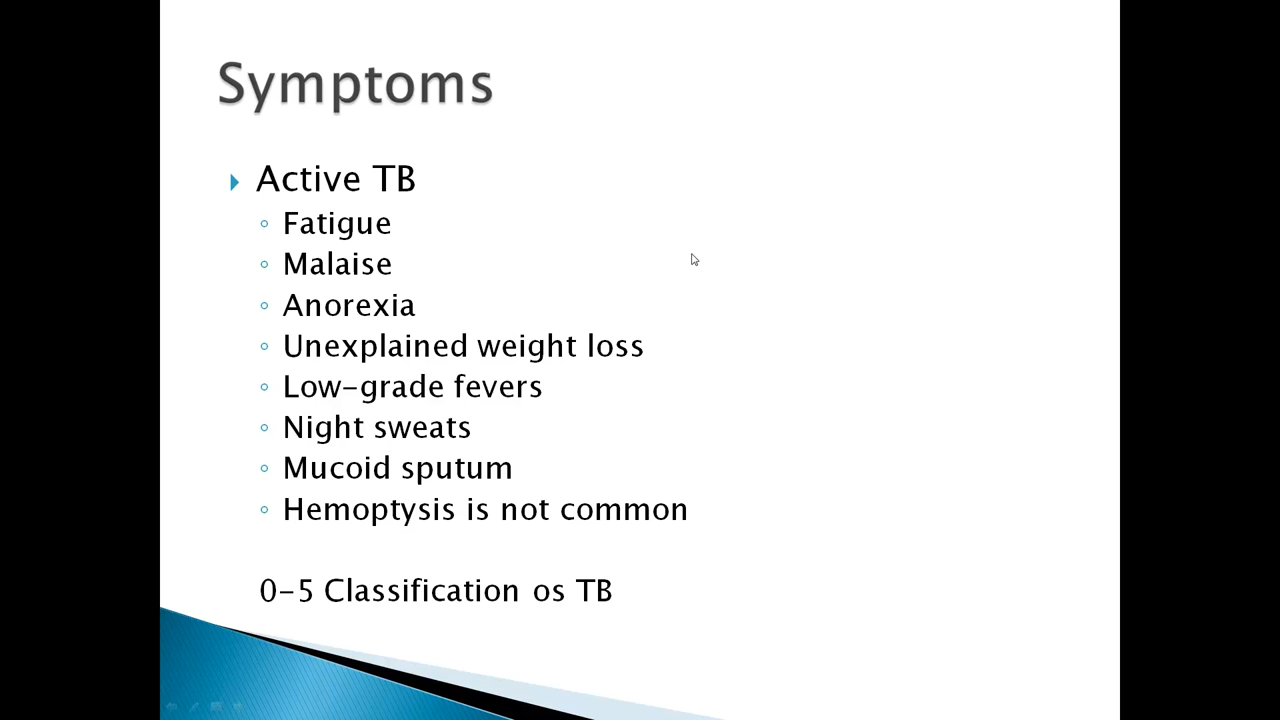 Symptoms
Active TB
Fatigue
Malaise
Anorexia
Unexplained weight loss
Low-grade fevers
Night sweats
Mucoid sputum
Hemoptysis is not common
0-5 Classification os TB